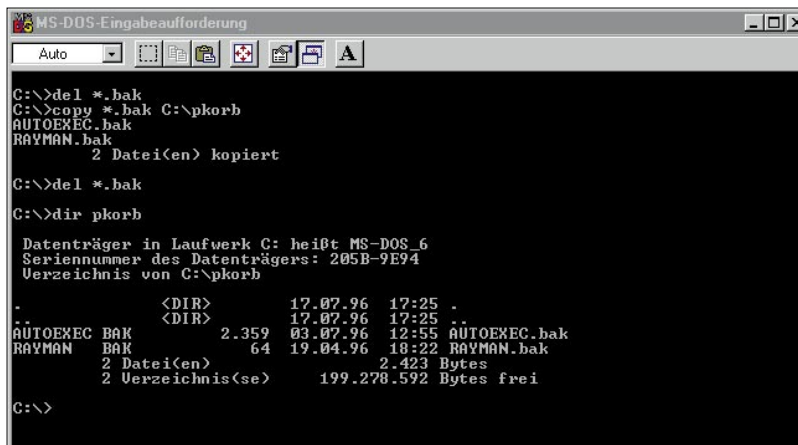 MS-DOS-Eingabeaufforderung
Auto
A
C:\>del *.bak
C:\>copy *.bak C:\pkorb
AUTOEXEC.bak
RAYMAN.bak
2 Datei(en) kopiert
C:\>del *.bak
C:\>dir pkorb
Datenträger in Laufwerk C: heißt MS-DOS_6
Seriennummer des Datenträgers: 205B-9E94
Verzeichnis von C:\pkorb
. <DIR> 17.07.96 17:25 .
.. <DIR> 17.07.96 17:25 ..
AUTOEXEC BAK 2.359 03.07.96 12:55 AUTOEXEC.bak
RAYMAN BAK 64 19.04.96 18:22 RAYMAN.bak
2 Datei(en) 2.423 Bytes
2 Verzeichnis(se) 199.278.592 Bytes frei
C:\>